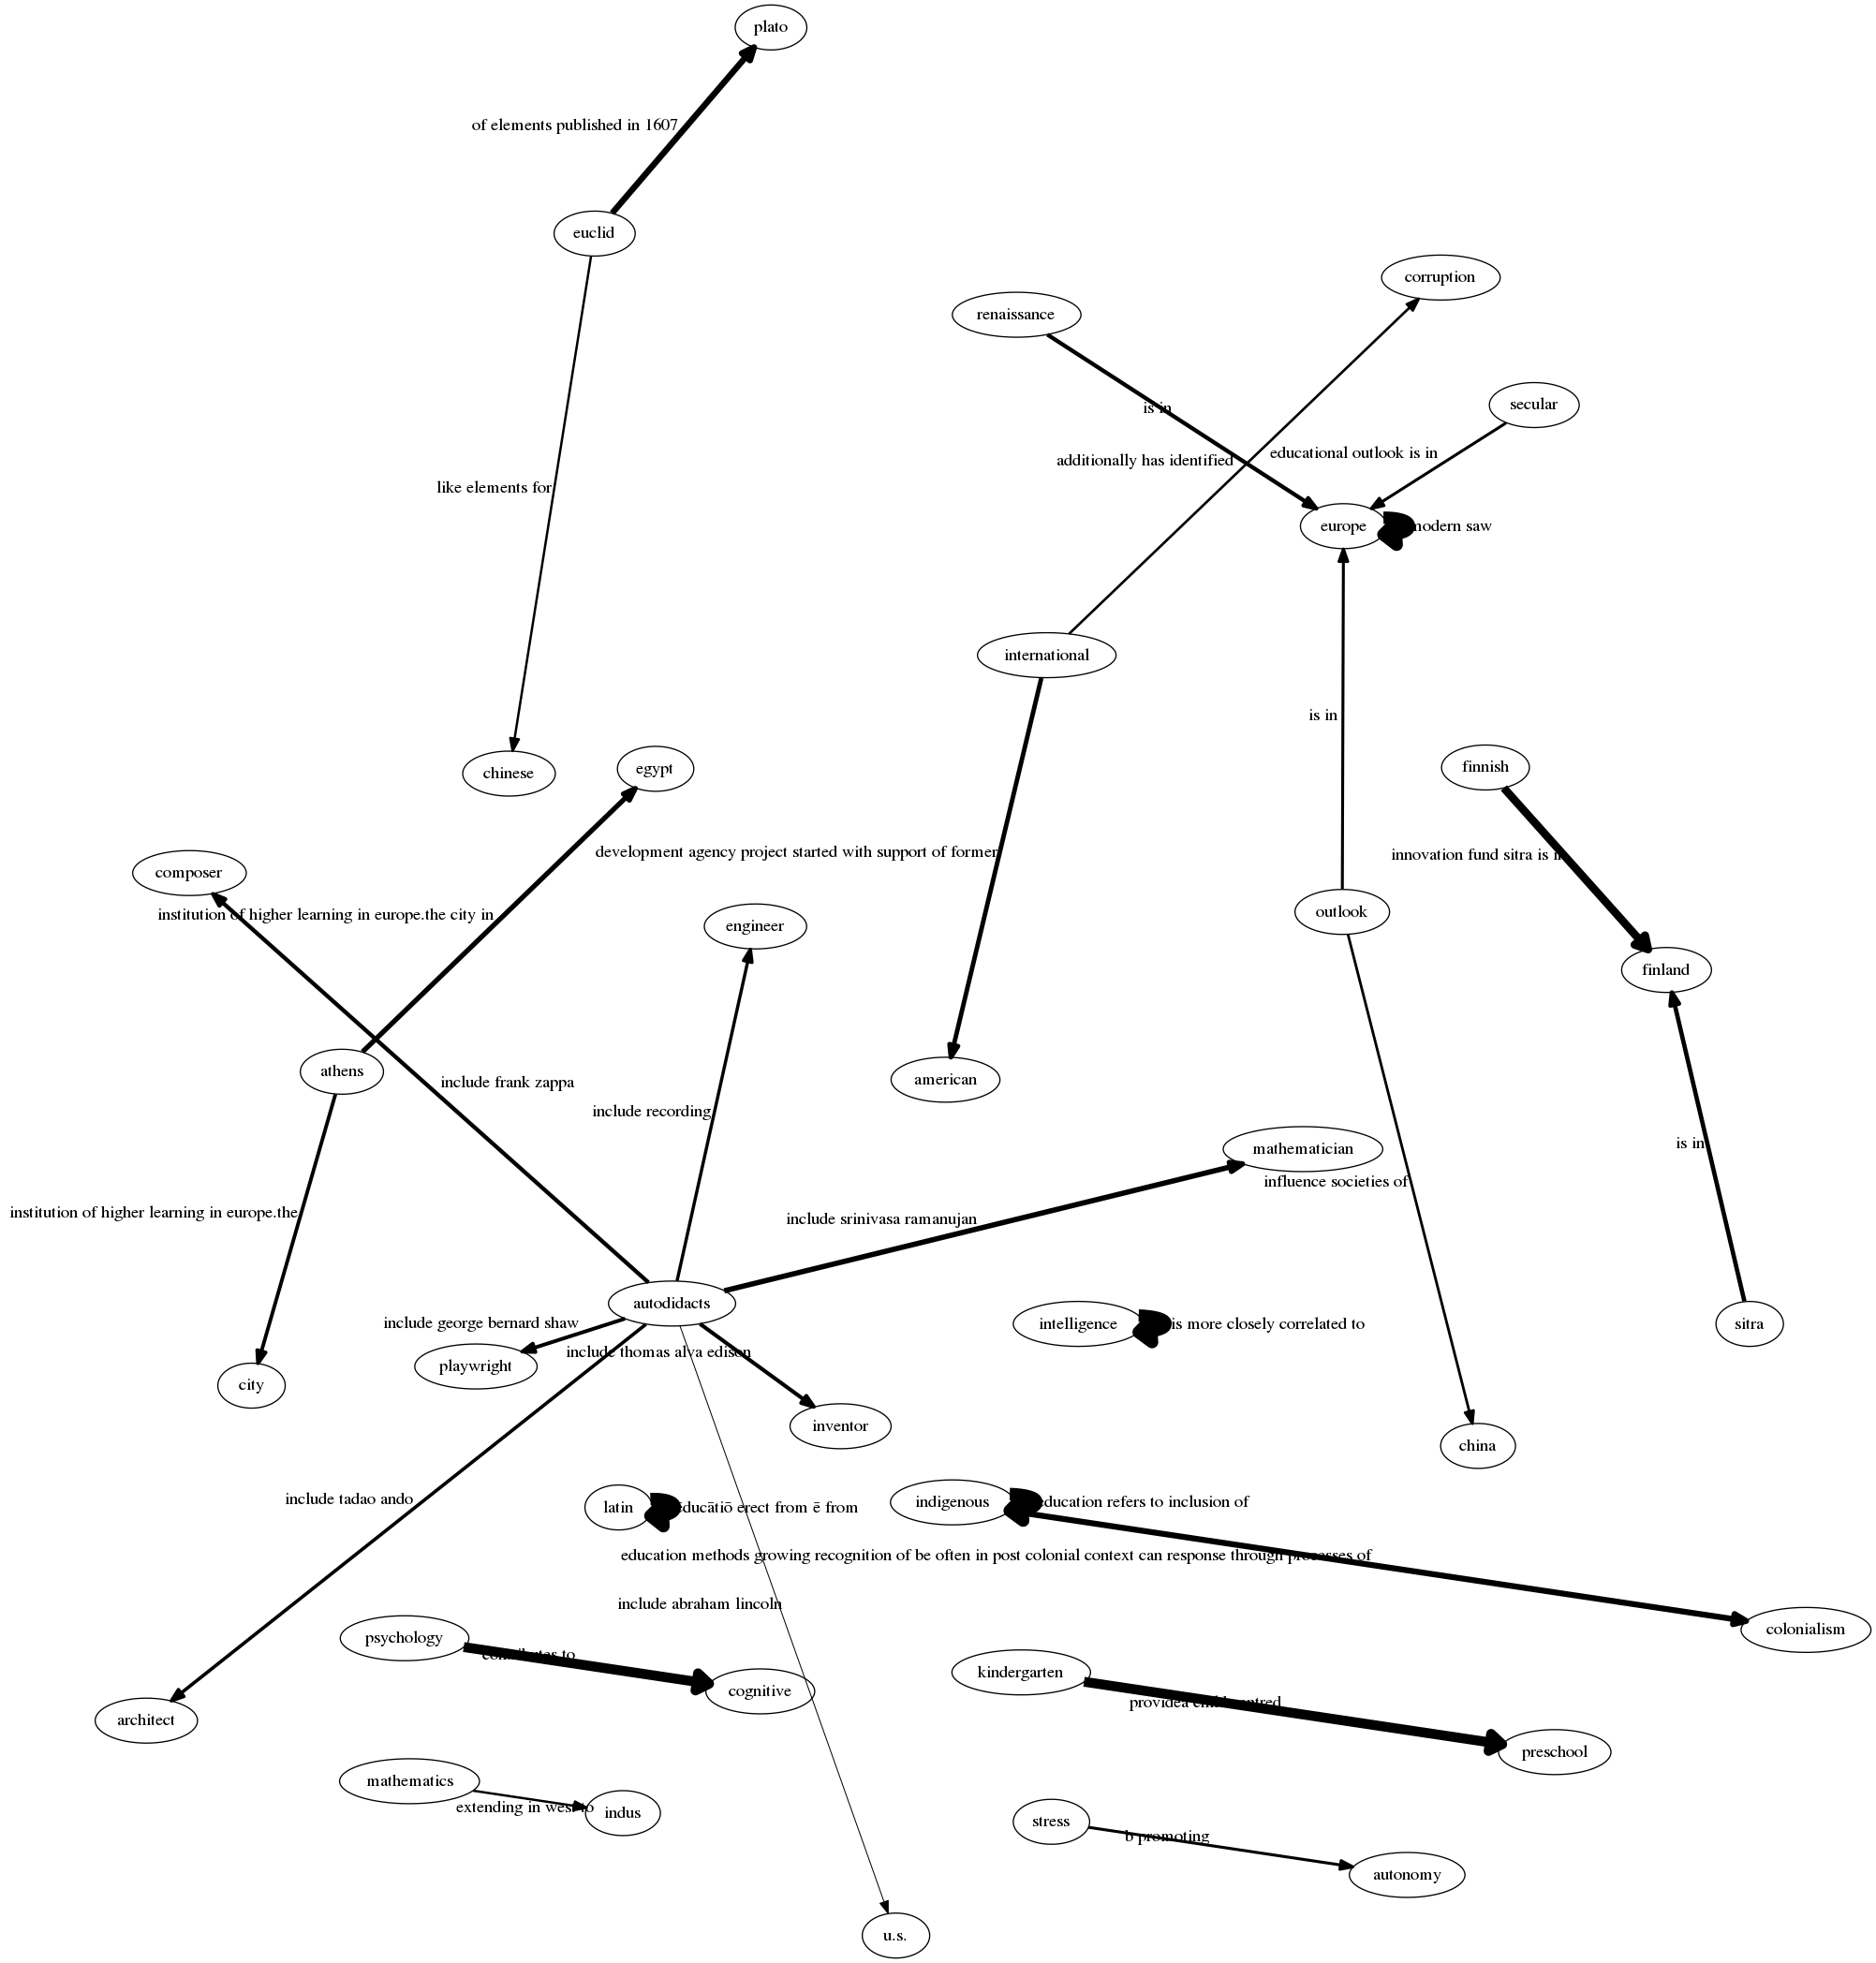 plato
of elements published in 1607
euclid
corruption
renaissance
secular
is in
educational outlook is in
additionally has identified
like elements for
europe
modern saw
international
is in
finnish
egypt
chinese
development agency project started with support of former
innovation fund sitra is in
composer
institution of higher learning in europe.the city in
outlook
engineer
finland
athens
american
include frank zappa
include recording
is in
mathematician
influence societies of
institution of higher learning in europe.the
include srinivasa ramanujan
autodidacts
include george bernard shaw
intelligence
is more closely correlated to
sitra
include thomas alva edison
playwright
city
inventor
china
include tadao ando
latin
ēducātiō erect from ē from
indigenous
education refers to inclusion of
education methods growing recognition of be often in post colonial context can response through processes of
include abraham lincoln
psychology
colonialism
contributes to
kindergarten
cognitive
architect
preschool
mathematics
extending in west to
indus
stress
b promoting
autonomy
u.s.